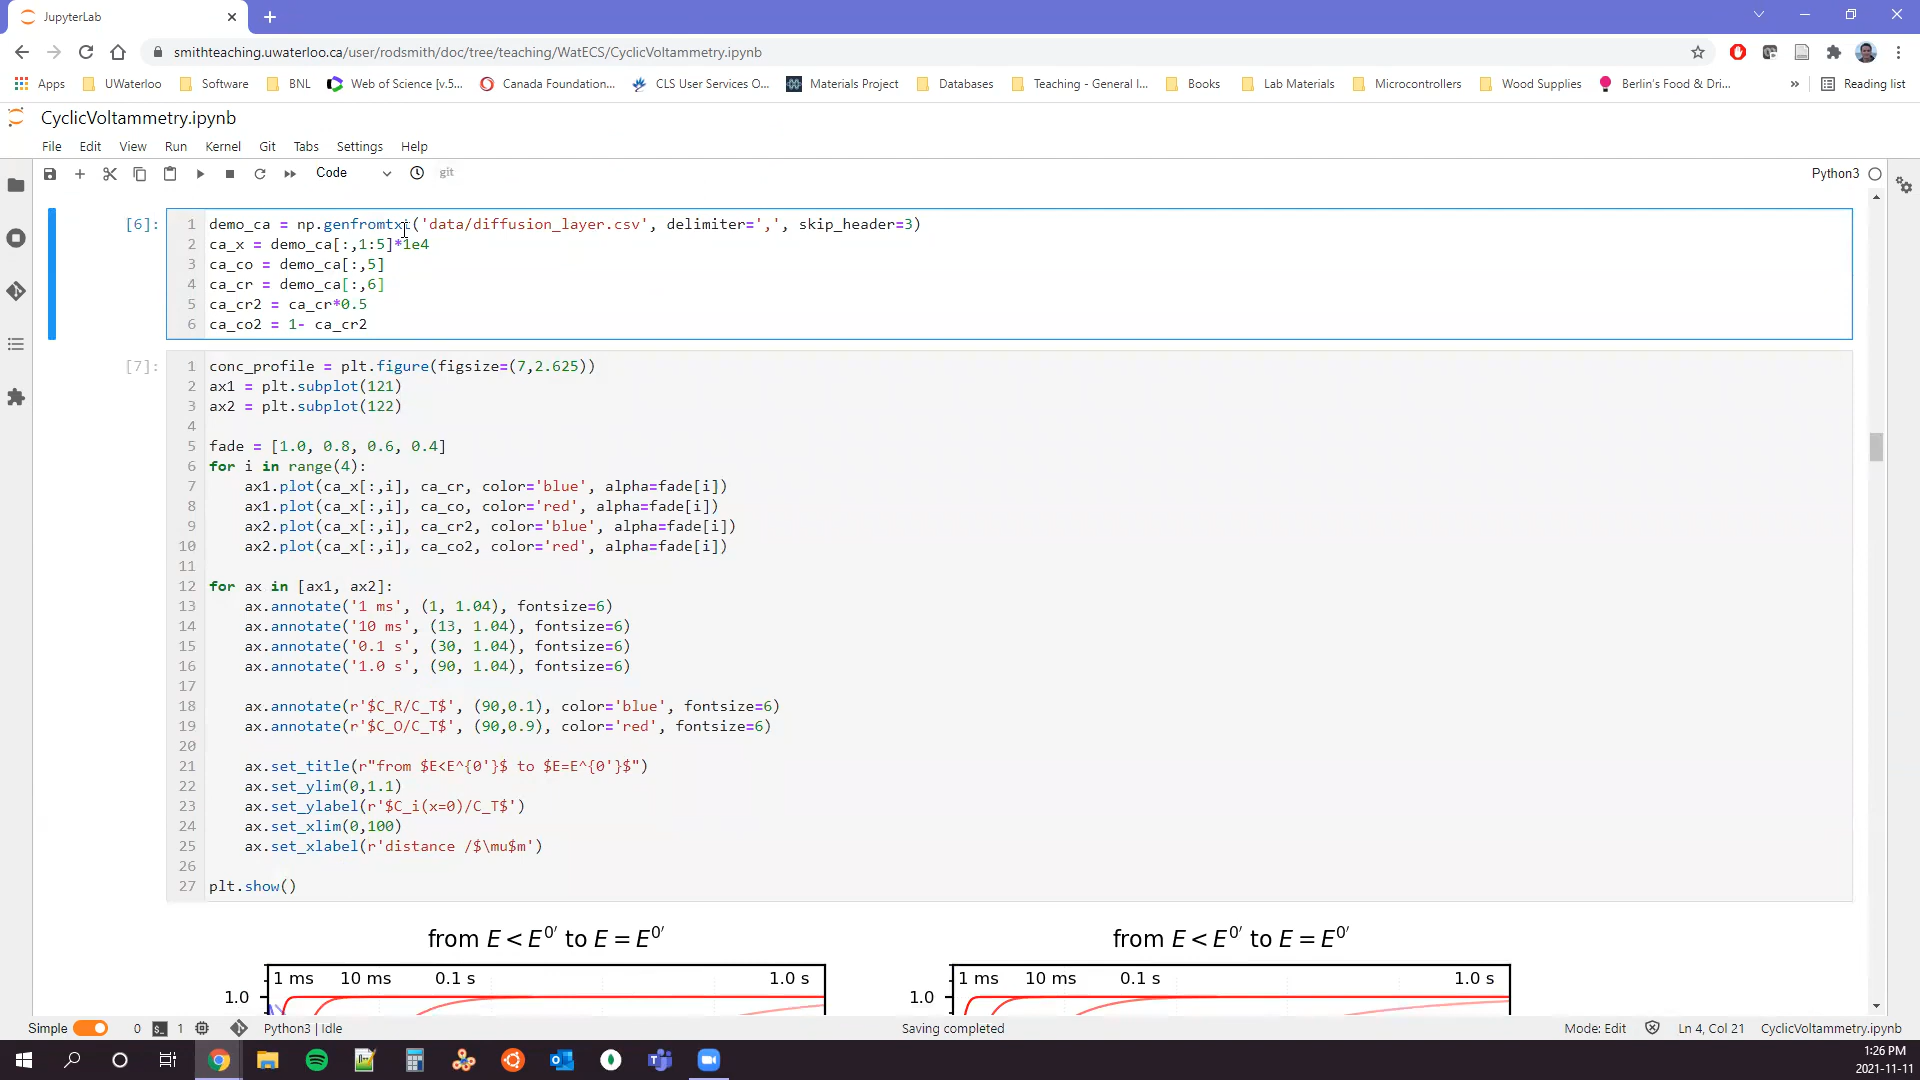 JupyterLab
smithteaching.uwaterloo.ca/user/rodsmith/doc/tree/teaching/WatECS/CyclicVoltammetry.ipynb
Apps UWaterloo Software BNL Web of Science [v.5... Canada Foundation... CLS User Services O... Materials Project Databases Teaching - General I... Books Lab Materials Microcontrollers Wood Supplies Berlin's Food & Dri... » Reading list
CyclicVoltammetry.ipynb
File Edit View Run Kernel Git Tabs Settings Help
Code git Python3
[6]: 1 demo_ca = np.genfromtxt('data/diffusion_layer.csv', delimiter=',', skip_header=3)
2 ca_x = demo_ca[:,1:5]*1e4
3 ca_co = demo_ca[:,5]
4 ca_cr = demo_ca[:,6]
5 ca_cr2 = ca_cr*0.5
6 ca_co2 = 1- ca_cr2
[7]: 1 conc_profile = plt.figure(figsize=(7,2.625))
2 ax1 = plt.subplot(121)
3 ax2 = plt.subplot(122)
4
5 fade = [1.0, 0.8, 0.6, 0.4]
6 for i in range(4):
7 ax1.plot(ca_x[:,i], ca_cr, color='blue', alpha=fade[i])
8 ax1.plot(ca_x[:,i], ca_co, color='red', alpha=fade[i])
9 ax2.plot(ca_x[:,i], ca_cr2, color='blue', alpha=fade[i])
10 ax2.plot(ca_x[:,i], ca_co2, color='red', alpha=fade[i])
11
12 for ax in [ax1, ax2]:
13 ax.annotate('1 ms', (1, 1.04), fontsize=6)
14 ax.annotate('10 ms', (13, 1.04), fontsize=6)
15 ax.annotate('0.1 s', (30, 1.04), fontsize=6)
16 ax.annotate('1.0 s', (90, 1.04), fontsize=6)
17
18 ax.annotate(r'$C_R/C_T$', (90,0.1), color='blue', fontsize=6)
19 ax.annotate(r'$C_O/C_T$', (90,0.9), color='red', fontsize=6)
20
21 ax.set_title(r"from $E<E^{0'}$ to $E=E^{0'}$")
22 ax.set_ylim(0,1.1)
23 ax.set_ylabel(r'$C_i(x=0)/C_T$')
24 ax.set_xlim(0,100)
25 ax.set_xlabel(r'distance /$\mu$m')
26
27 plt.show()
from E < E⁰′ to E = E⁰′ from E < E⁰′ to E = E⁰′
1 ms 10 ms 0.1 s 1.0 s 1 ms 10 ms 0.1 s 1.0 s
1.0 1.0
Simple 0 1 Python3 | Idle Saving completed Mode: Edit Ln 4, Col 21 CyclicVoltammetry.ipynb
1:26 PM
2021-11-11